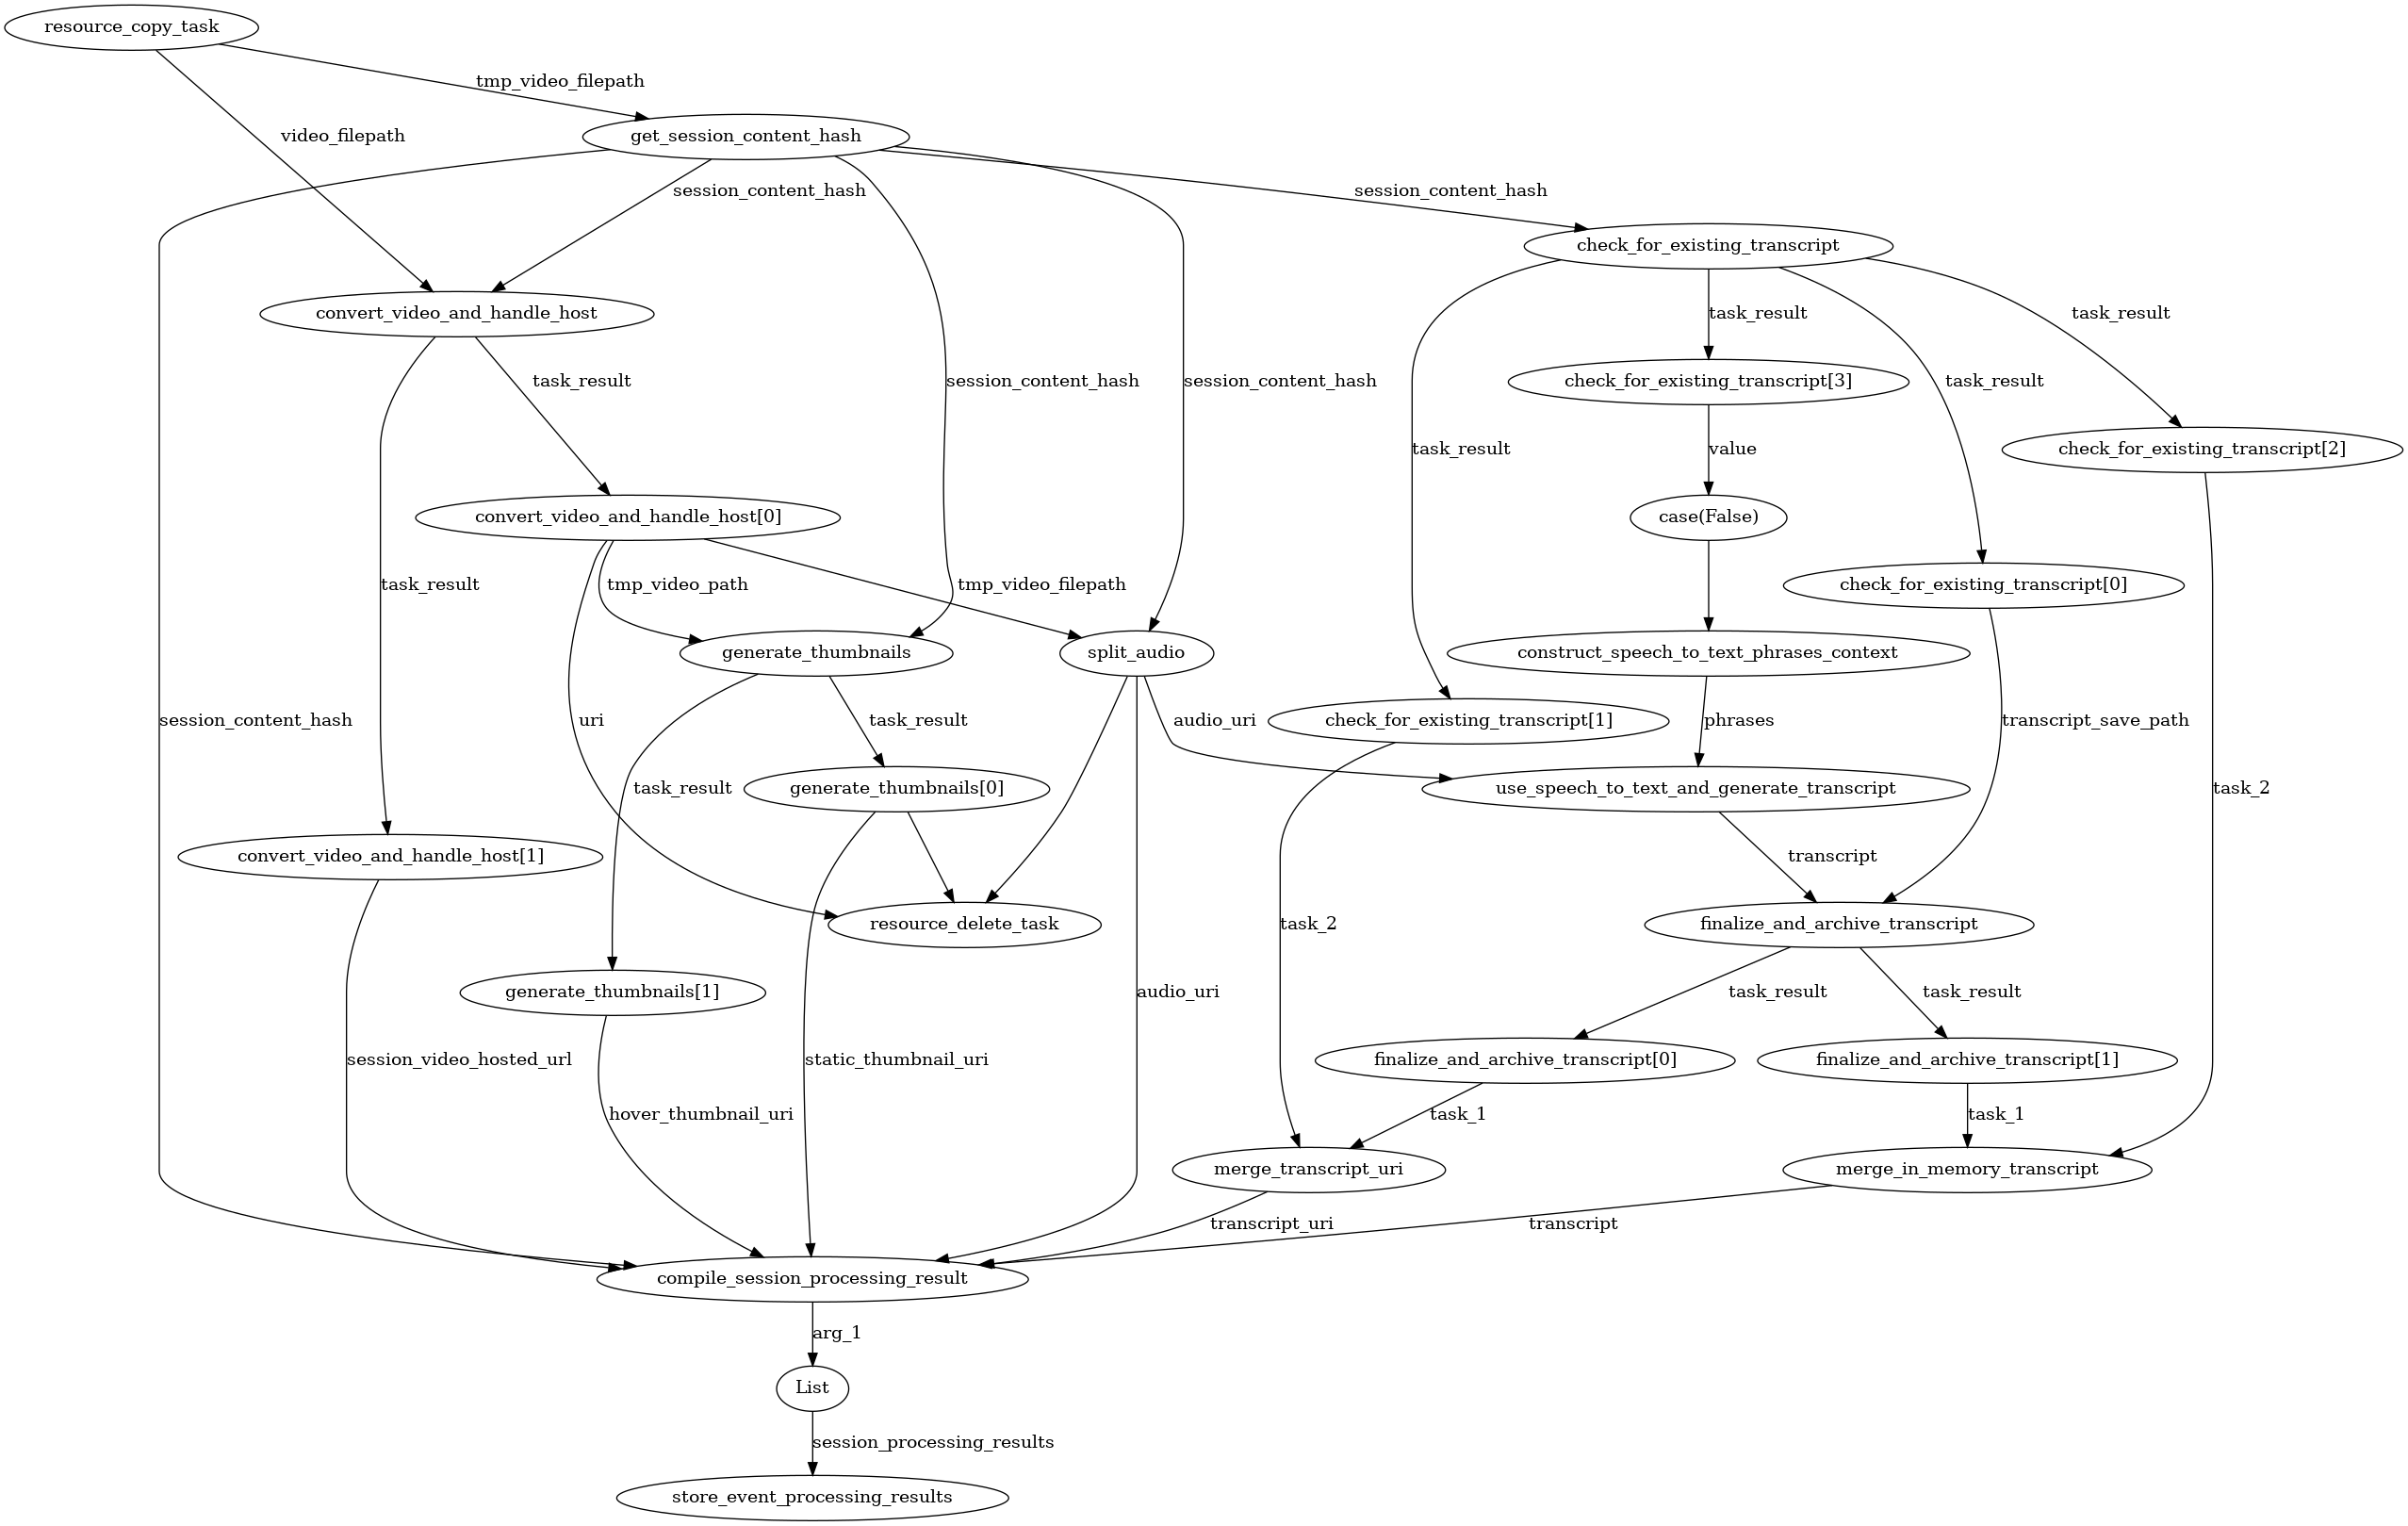 resource_copy_task
tmp_video_filepath
video_filepath
get_session_content_hash
session_content_hash
session_content_hash
check_for_existing_transcript
convert_video_and_handle_host
task_result
task_result
task_result
session_content_hash
session_content_hash
check_for_existing_transcript[3]
task_result
task_result
value
check_for_existing_transcript[2]
convert_video_and_handle_host[0]
case(False)
task_result
tmp_video_path
tmp_video_filepath
check_for_existing_transcript[0]
generate_thumbnails
split_audio
construct_speech_to_text_phrases_context
session_content_hash
uri
task_result
audio_uri
check_for_existing_transcript[1]
phrases
transcript_save_path
task_result
generate_thumbnails[0]
use_speech_to_text_and_generate_transcript
task_2
convert_video_and_handle_host[1]
transcript
resource_delete_task
task_2
finalize_and_archive_transcript
generate_thumbnails[1]
audio_uri
task_result
task_result
session_video_hosted_url
static_thumbnail_uri
finalize_and_archive_transcript[0]
finalize_and_archive_transcript[1]
hover_thumbnail_uri
task_1
task_1
merge_transcript_uri
merge_in_memory_transcript
transcript_uri
transcript
compile_session_processing_result
arg_1
List
session_processing_results
store_event_processing_results